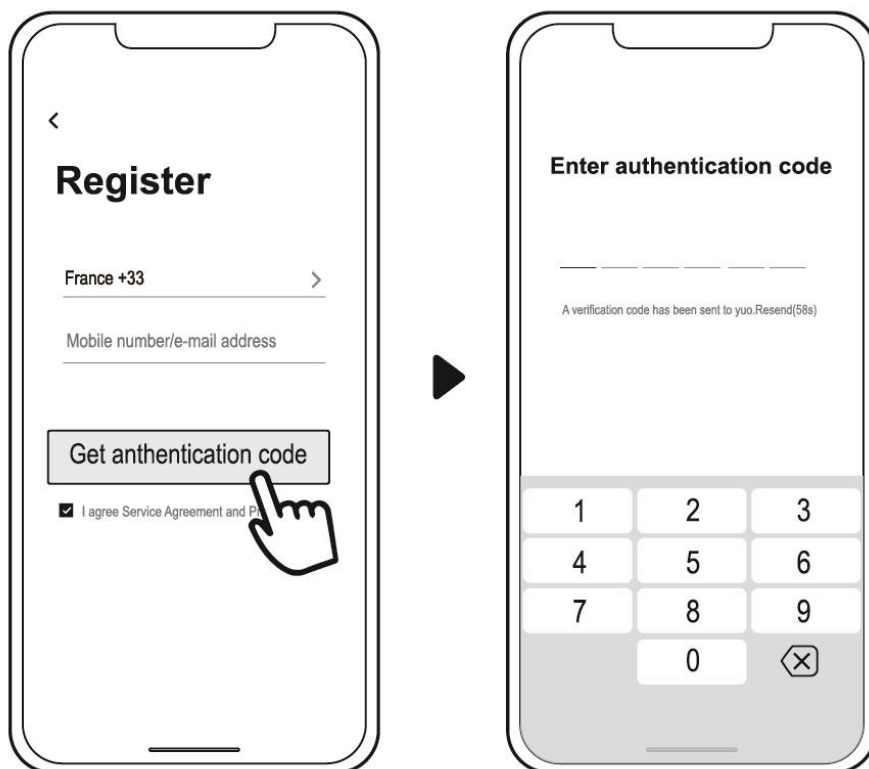 Register
France +33
Mobile number/e-mail address
Get anthentication code
I agree Service Agreement and
Enter authentication code
A verification code has been sent to yuo.Resend(58s)
1 2 3
4 5 6
7 8 9
0